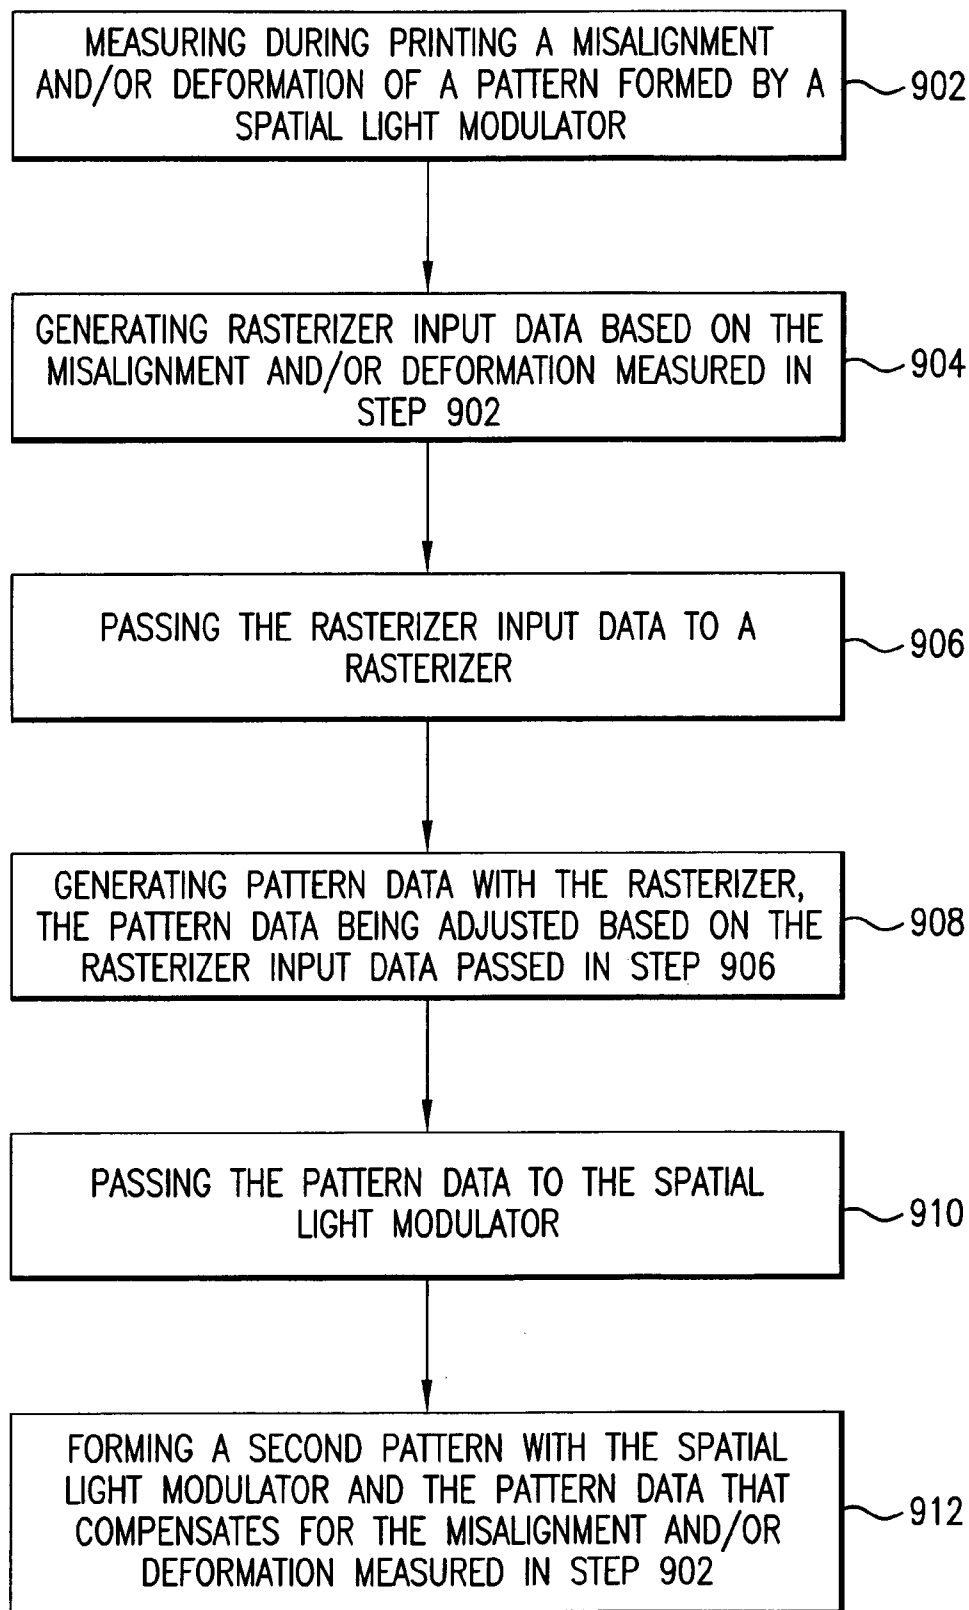 MEASURING DURING PRINTING A MISALIGNMENT
AND/OR DEFORMATION OF A PATTERN FORMED BY A
SPATIAL LIGHT MODULATOR
902
GENERATING RASTERIZER INPUT DATA BASED ON THE
MISALIGNMENT AND/OR DEFORMATION MEASURED IN
STEP 902
904
PASSING THE RASTERIZER INPUT DATA TO A
RASTERIZER
906
GENERATING PATTERN DATA WITH THE RASTERIZER,
THE PATTERN DATA BEING ADJUSTED BASED ON THE
RASTERIZER INPUT DATA PASSED IN STEP 906
908
PASSING THE PATTERN DATA TO THE SPATIAL
LIGHT MODULATOR
910
FORMING A SECOND PATTERN WITH THE SPATIAL
LIGHT MODULATOR AND THE PATTERN DATA THAT
COMPENSATES FOR THE MISALIGNMENT AND/OR
DEFORMATION MEASURED IN STEP 902
912